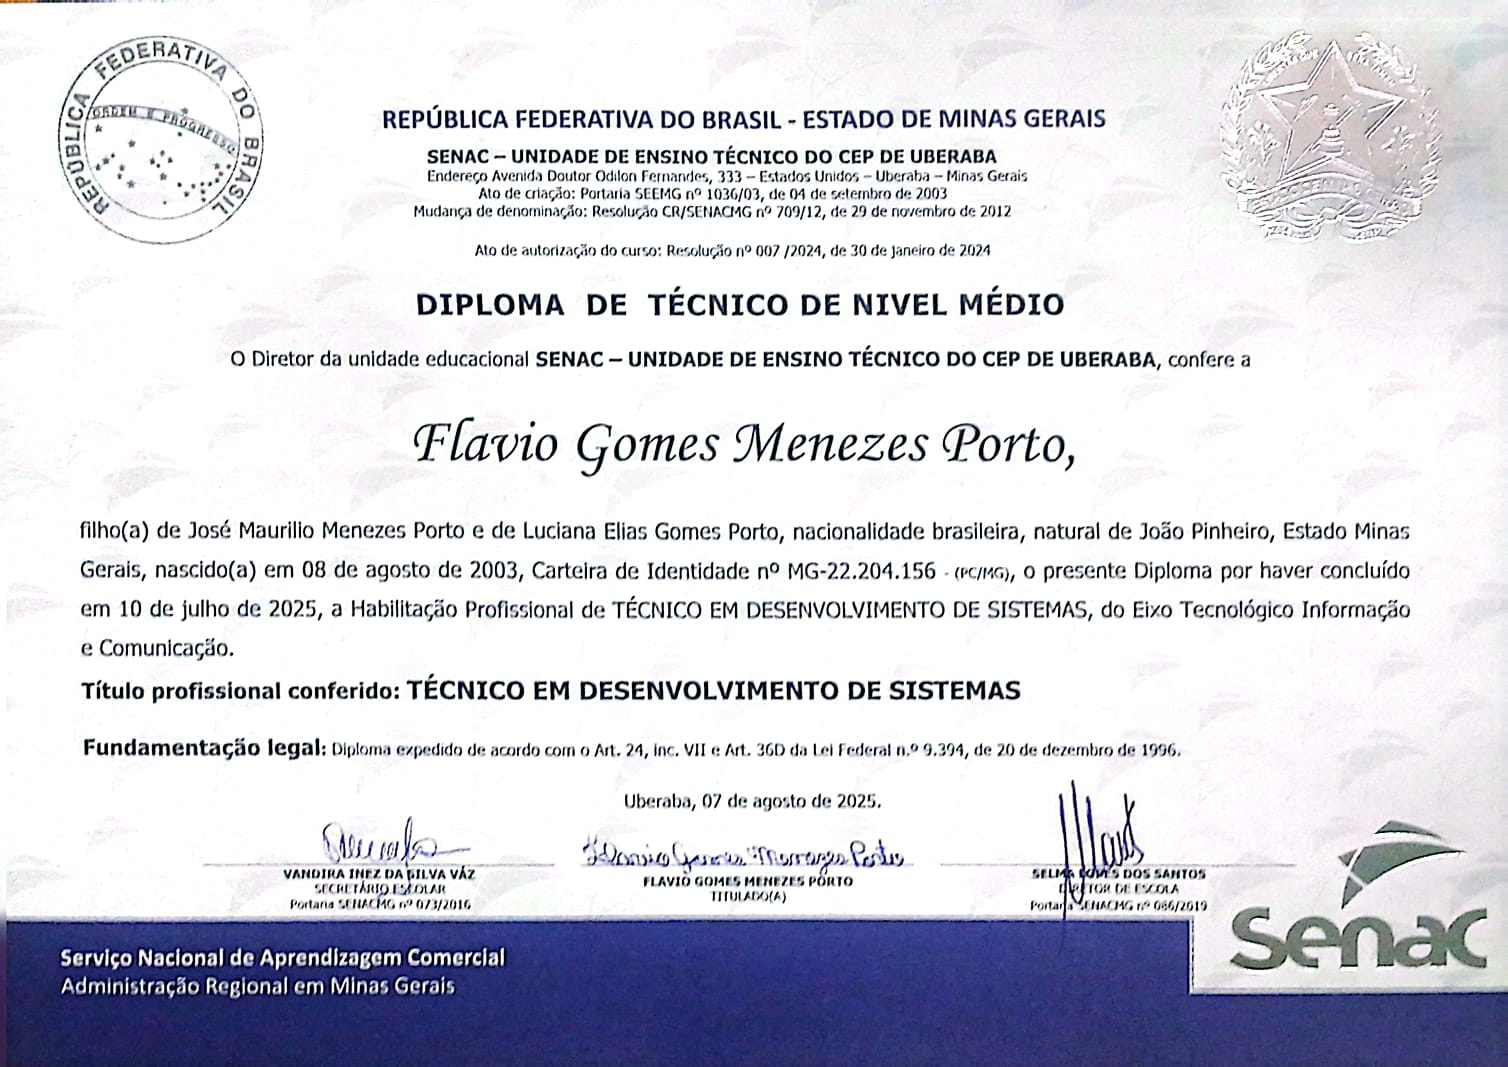 REPÚBLICA FEDERATIVA DO BRASIL
ORDEM E PROGRESSO
REPÚBLICA FEDERATIVA DO BRASIL - ESTADO DE MINAS GERAIS
SENAC – UNIDADE DE ENSINO TÉCNICO DO CEP DE UBERABA
Endereço Avenida Doutor Odilon Fernandes, 333 – Estados Unidos – Uberaba – Minas Gerais
Ato de criação: Portaria SEEMG nº 1036/03, de 04 de setembro de 2003
Mudança de denominação: Resolução CR/SENACMG nº 709/12, de 29 de novembro de 2012
Ato de autorização do curso: Resolução nº 007 /2024, de 30 de janeiro de 2024
DIPLOMA DE TÉCNICO DE NIVEL MÉDIO
O Diretor da unidade educacional SENAC – UNIDADE DE ENSINO TÉCNICO DO CEP DE UBERABA, confere a
Flavio Gomes Menezes Porto,
filho(a) de José Maurilio Menezes Porto e de Luciana Elias Gomes Porto, nacionalidade brasileira, natural de João Pinheiro, Estado Minas
Gerais, nascido(a) em 08 de agosto de 2003, Carteira de Identidade nº MG-22.204.156 - (PC/MG), o presente Diploma por haver concluído
em 10 de julho de 2025, a Habilitação Profissional de TÉCNICO EM DESENVOLVIMENTO DE SISTEMAS, do Eixo Tecnológico Informação
e Comunicação.
Título profissional conferido: TÉCNICO EM DESENVOLVIMENTO DE SISTEMAS
Fundamentação legal: Diploma expedido de acordo com o Art. 24, inc. VII e Art. 36D da Lei Federal n.º 9.394, de 20 de dezembro de 1996.
Uberaba, 07 de agosto de 2025.
VANDIRA INEZ DA SILVA VAZ
SECRETÁRIO ESCOLAR
Portaria SENACMG nº 073/2016
FLAVIO GOMES MENEZES PORTO
TITULADO(A)
SELMA DOS SANTOS
DIRETOR DE ESCOLA
Portaria SENACMG nº 086/2019
Serviço Nacional de Aprendizagem Comercial
Administração Regional em Minas Gerais
Senac